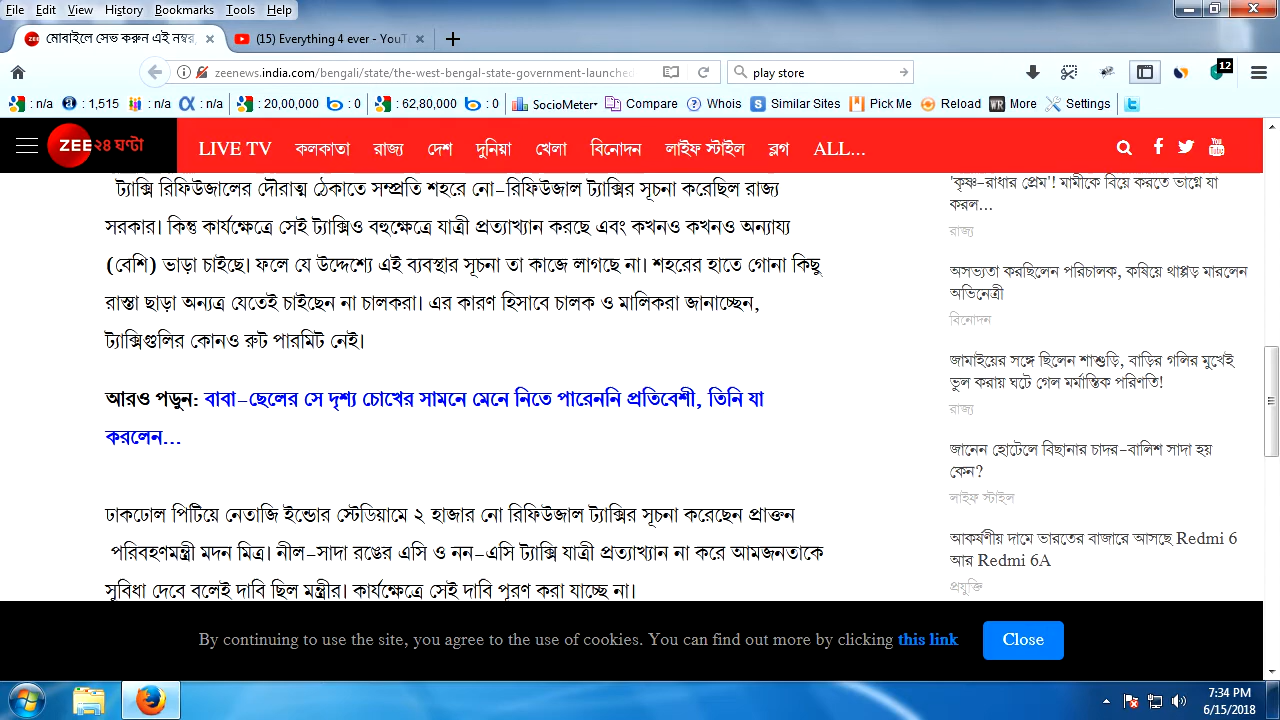 File Edit View History Bookmarks Tools Help
মোবাইলে সেভ করুন এই নম্বর
(15) Everything 4 ever - YouT
zeenews.india.com/bengali/state/the-west-bengal-state-government-launched
play store
12
: n/a : 1,515 : n/a : n/a : 20,00,000 : 0 : 62,80,000 : 0 SocioMeter Compare Whois Similar Sites Pick Me Reload WR More Settings
ZEE ২৪ ঘণ্টা LIVE TV কলকাতা রাজ্য দেশ দুনিয়া খেলা বিনোদন লাইফ স্টাইল ব্লগ ALL...
ট্যাক্সি রিফিউজালের দৌরাত্ম ঠেকাতে সম্প্রতি শহরে নো-রিফিউজাল ট্যাক্সির সূচনা করেছিল রাজ্য
সরকার। কিন্তু কার্যক্ষেত্রে সেই ট্যাক্সিও বহুক্ষেত্রে যাত্রী প্রত্যাখ্যান করছে এবং কখনও কখনও অন্যায্য
(বেশি) ভাড়া চাইছে। ফলে যে উদ্দেশ্যে এই ব্যবস্থার সূচনা তা কাজে লাগছে না। শহরের হাতে গোনা কিছু
রাস্তা ছাড়া অন্যত্র যেতেই চাইছেন না চালকরা। এর কারণ হিসাবে চালক ও মালিকরা জানাচ্ছেন,
ট্যাক্সিগুলির কোনও রুট পারমিট নেই।
আরও পড়ুন: বাবা-ছেলের সে দৃশ্য চোখের সামনে মেনে নিতে পারেননি প্রতিবেশী, তিনি যা
করলেন...
ঢাকঢোল পিটিয়ে নেতাজি ইন্ডোর স্টেডিয়ামে ২ হাজার নো রিফিউজাল ট্যাক্সির সূচনা করেছেন প্রাক্তন
পরিবহণমন্ত্রী মদন মিত্র। নীল-সাদা রঙের এসি ও নন-এসি ট্যাক্সি যাত্রী প্রত্যাখ্যান না করে আমজনতাকে
সুবিধা দেবে বলেই দাবি ছিল মন্ত্রীর। কার্যক্ষেত্রে সেই দাবি পূরণ করা যাচ্ছে না।
'কৃষ্ণ-রাধার প্রেম'! মামীকে বিয়ে করতে ভাগ্নে যা
করল...
রাজ্য
অসভ্যতা করছিলেন পরিচালক, কষিয়ে থাপ্পড় মারলেন
অভিনেত্রী
বিনোদন
জামাইয়ের সঙ্গে ছিলেন শাশুড়ি, বাড়ির গলির মুখেই
ভুল করায় ঘটে গেল মর্মান্তিক পরিণতি!
রাজ্য
জানেন হোটেলে বিছানার চাদর-বালিশ সাদা হয়
কেন?
লাইফ স্টাইল
আকর্ষণীয় দামে ভারতের বাজারে আসছে Redmi 6
আর Redmi 6A
প্রযুক্তি
By continuing to use the site, you agree to the use of cookies. You can find out more by clicking this link Close
7:34 PM
6/15/2018